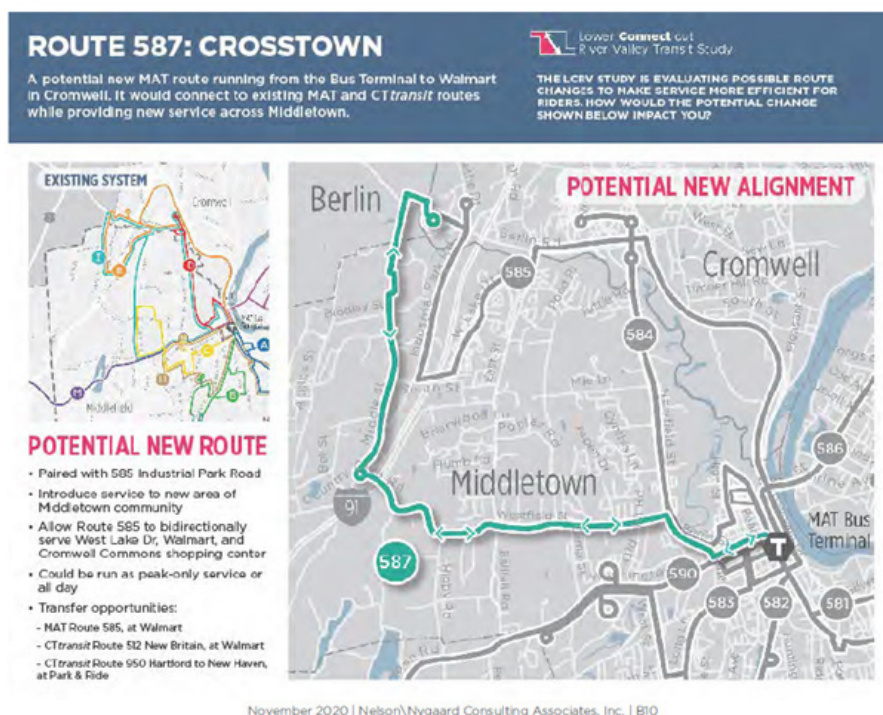 ROUTE 587: CROSSTOWN
A potential new MAT route running from the Bus Terminal to Walmart
in Cromwell. It would connect to existing MAT and CTtransit routes
while providing new service across Middletown.
Lower Connect cut
River Valley Transit Study
THE LCRV STUDY IS EVALUATING POSSIBLE ROUTE
CHANGES TO MAKE SERVICE MORE EFFICIENT FOR
RIDERS. HOW WOULD THE POTENTIAL CHANGE
SHOWN BELOW IMPACT YOU?
EXISTING SYSTEM
Cromwell
Middlefield
M
POTENTIAL NEW ROUTE
• Paired with 585 Industrial Park Road
• Introduce service to new area of
Middletown community
• Allow Route 585 to bidirectionally
serve West Lake Dr, Walmart, and
Cromwell Commons shopping center
• Could be run as peak-only service or
all day
• Transfer opportunities:
- MAT Route 585, at Walmart
- CTtransit Route 512 New Britain, at Walmart
- CTtransit Route 950 Hartford to New Haven,
at Park & Ride
POTENTIAL NEW ALIGNMENT
Berlin
Berlin Rd
Cromwell
585
584
Middle St
Middletown
Westfield St
91
587
586
MAT Bus
Terminal
T
590
583
582
581
November 2020 | Nelson\Nygaard Consulting Associates, Inc. | B10